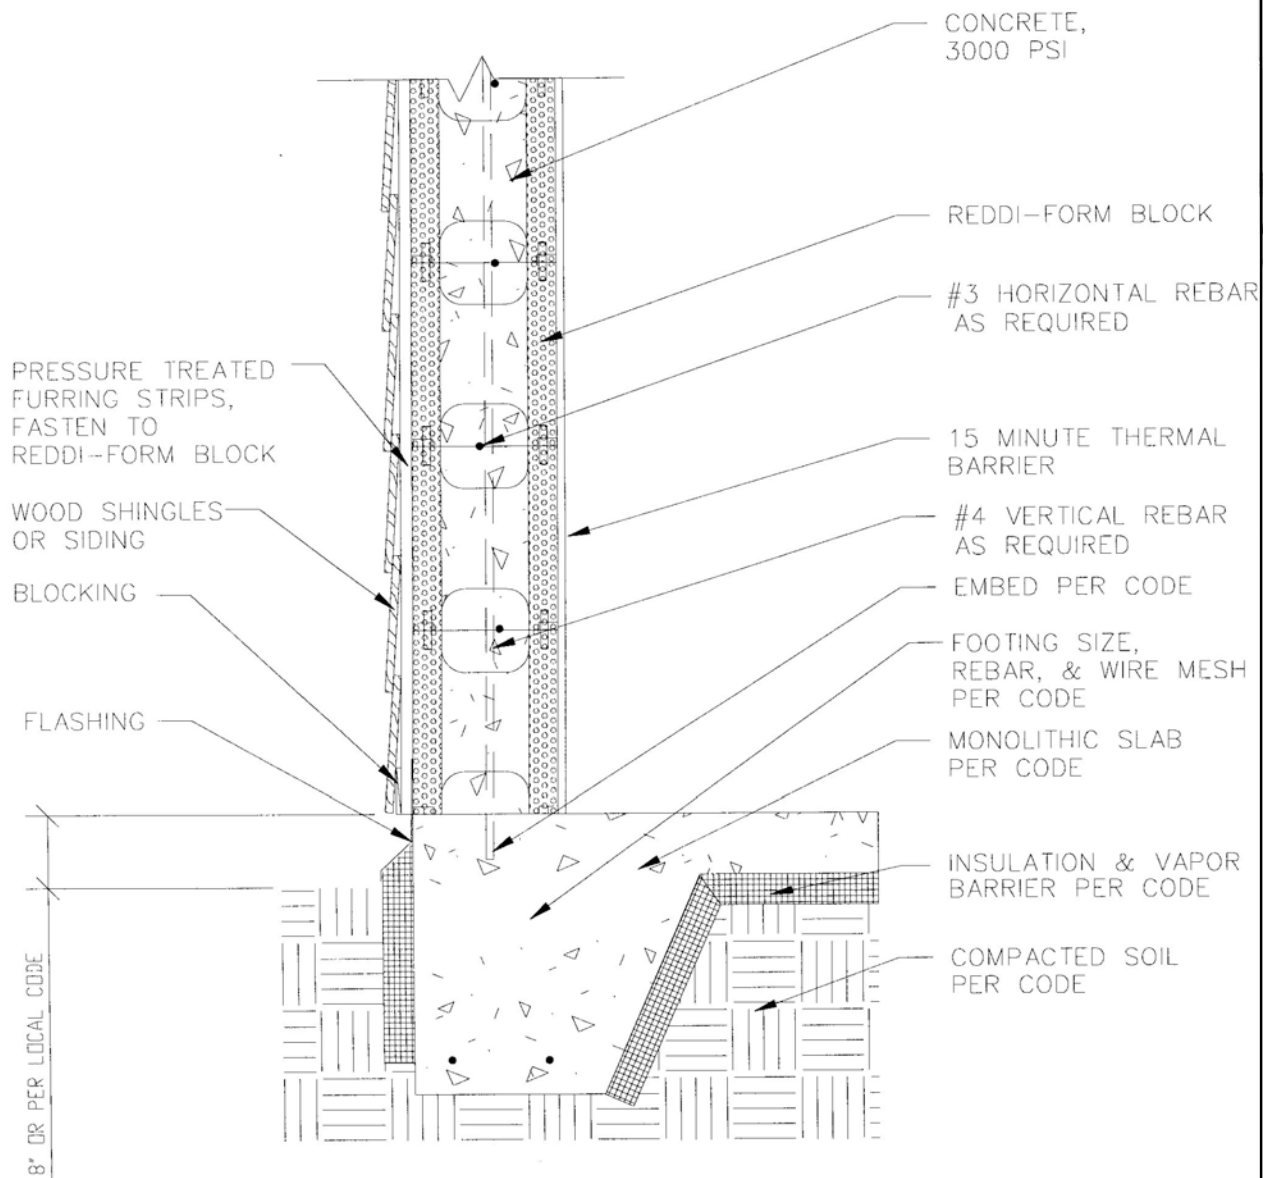 CONCRETE,
3000 PSI
REDDI-FORM BLOCK
#3 HORIZONTAL REBAR
AS REQUIRED
PRESSURE TREATED
FURRING STRIPS,
FASTEN TO
REDDI-FORM BLOCK
15 MINUTE THERMAL
BARRIER
WOOD SHINGLES
OR SIDING
#4 VERTICAL REBAR
AS REQUIRED
BLOCKING
EMBED PER CODE
FOOTING SIZE,
REBAR, & WIRE MESH
PER CODE
FLASHING
MONOLITHIC SLAB
PER CODE
INSULATION & VAPOR
BARRIER PER CODE
COMPACTED SOIL
PER CODE
8" OR PER LOCAL CODE